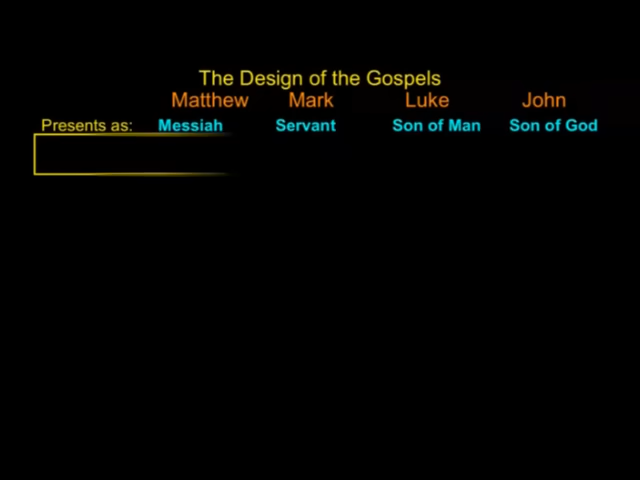 The Design of the Gospels
Matthew Mark Luke John
Presents as: Messiah Servant Son of Man Son of God